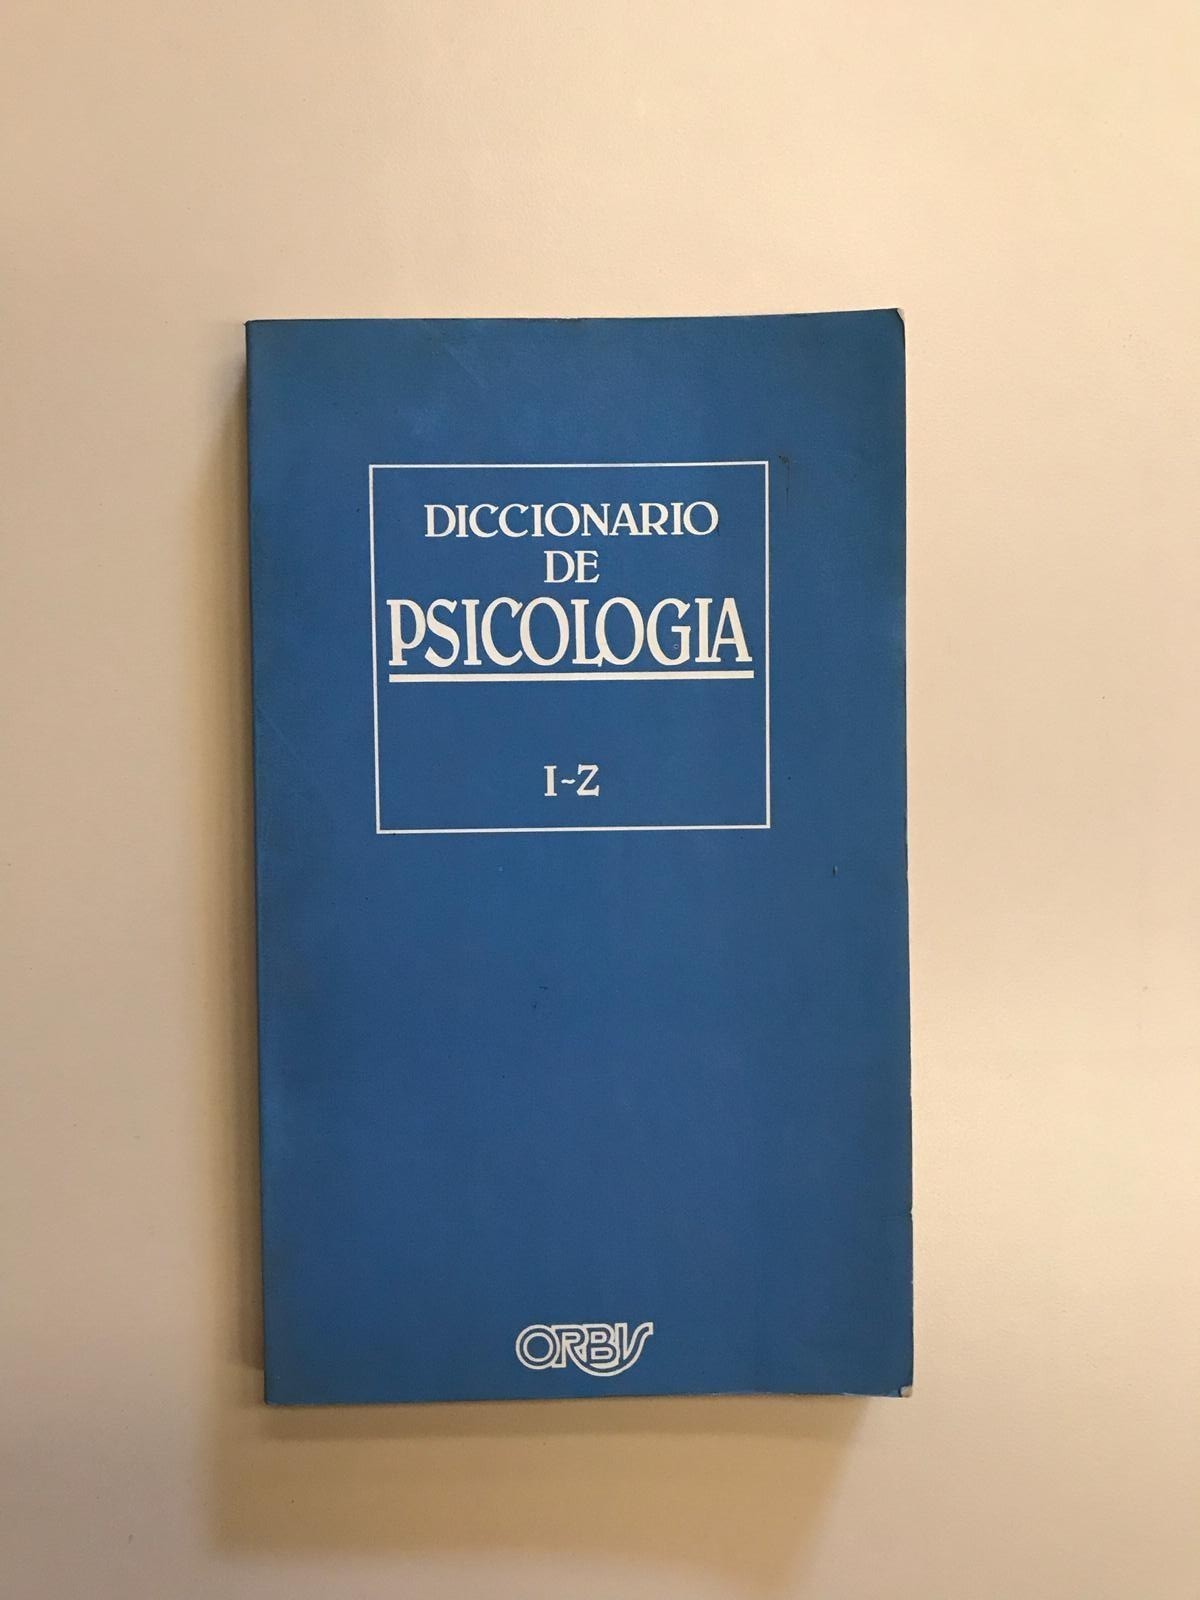 DICCIONARIO
DE
PSICOLOGIA
I~Z
ORBIS